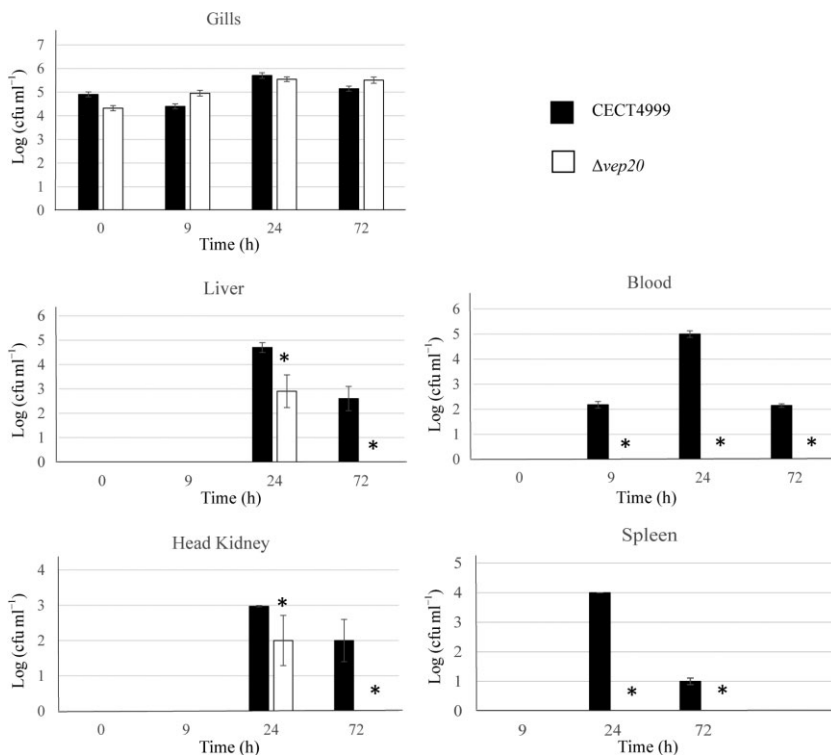 Gills
Log (cfu ml⁻¹)
7
6
5
4
3
2
1
0
0 9 24 72
Time (h)
CECT4999
Δvep20
Liver
Log (cfu ml⁻¹)
6
5
4
3
2
1
0
*
*
0 9 24 72
Time (h)
Blood
Log (cfu ml⁻¹)
6
5
4
3
2
1
0
* * *
0 9 24 72
Time (h)
Head Kidney
Log (cfu ml⁻¹)
4
3
2
1
0
*
*
0 9 24 72
Time (h)
Spleen
Log (cfu ml⁻¹)
5
4
3
2
1
0
* *
9 24 72
Time (h)